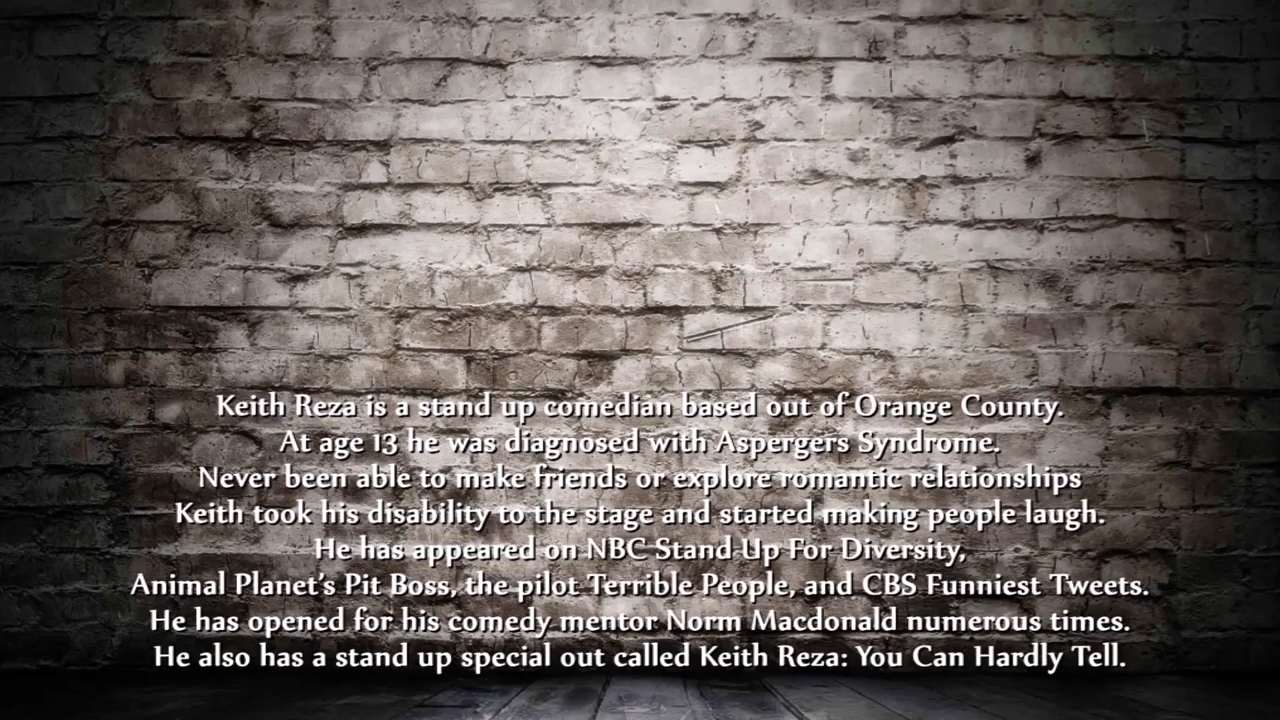 Keith Reza is a stand up comedian based out of Orange County.
At age 13 he was diagnosed with Aspergers Syndrome.
Never been able to make friends or explore romantic relationships
Keith took his disability to the stage and started making people laugh.
He has appeared on NBC Stand Up For Diversity,
Animal Planet's Pit Boss, the pilot Terrible People, and CBS Funniest Tweets.
He has opened for his comedy mentor Norm Macdonald numerous times.
He also has a stand up special out called Keith Reza: You Can Hardly Tell.